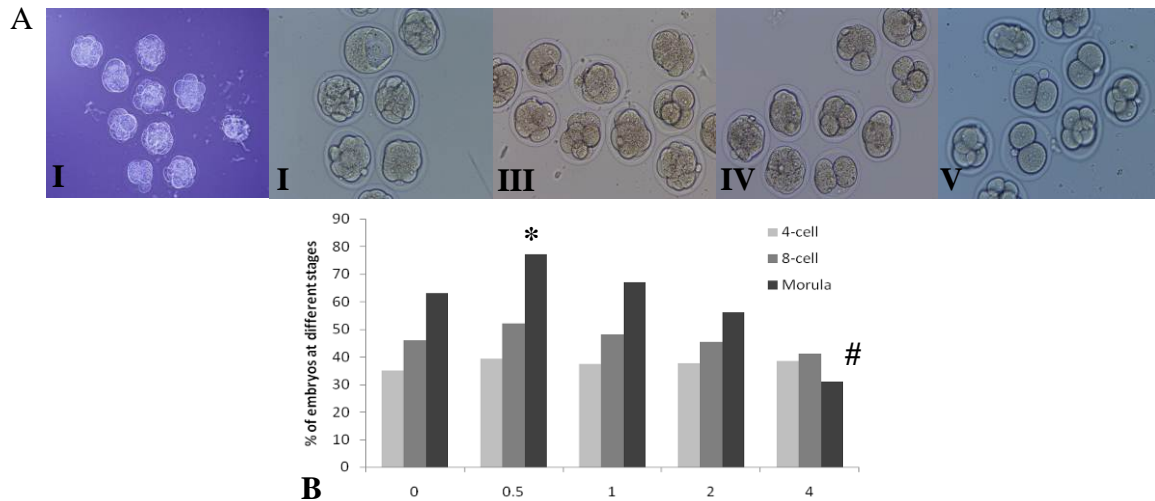 A
I
I
III
IV
V
% of embryos at different stages
90
80
70
60
50
40
30
20
10
0
*
#
4-cell
8-cell
Morula
B
0 0.5 1 2 4